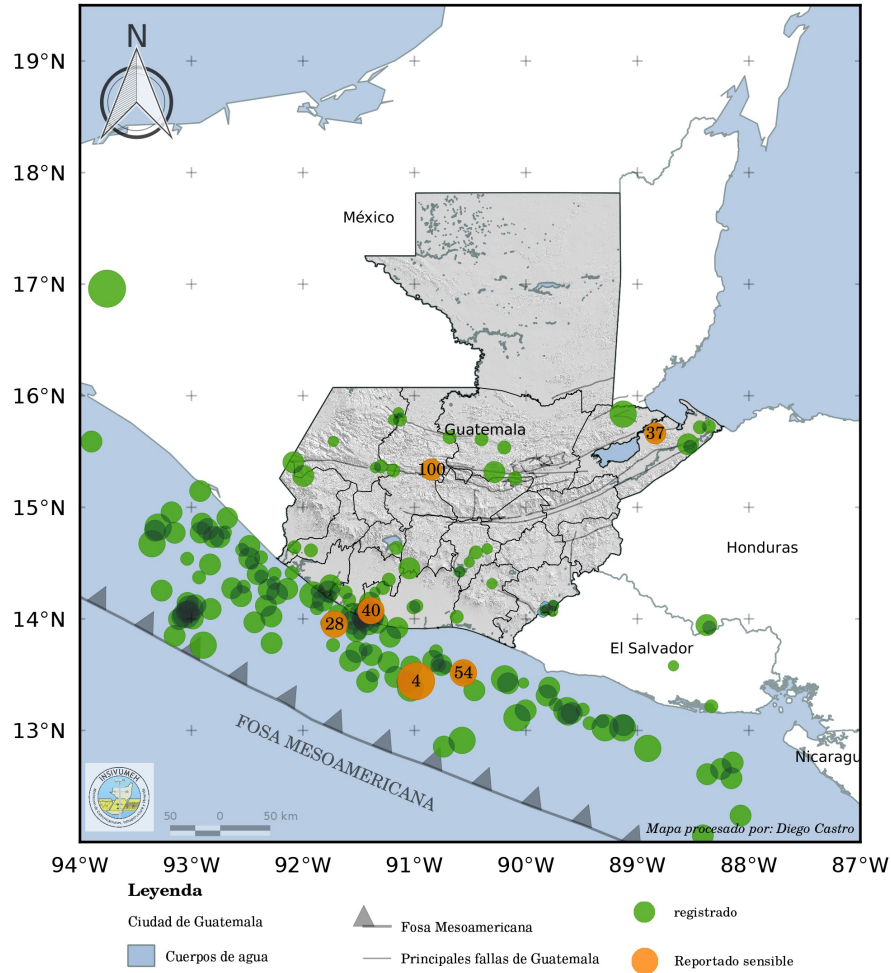 N
19°N
18°N
México
17°N
16°N
Guatemala
37
100
15°N
Honduras
14°N
40
28
El Salvador
54
4
13°N
FOSA MESOAMERICANA
Nicaragu
INSIVUMEH
50 0 50 km
Mapa procesado por: Diego Castro
94°W 93°W 92°W 91°W 90°W 89°W 88°W 87°W
Leyenda
Ciudad de Guatemala
Fosa Mesoamericana
registrado
Cuerpos de agua
Principales fallas de Guatemala
Reportado sensible